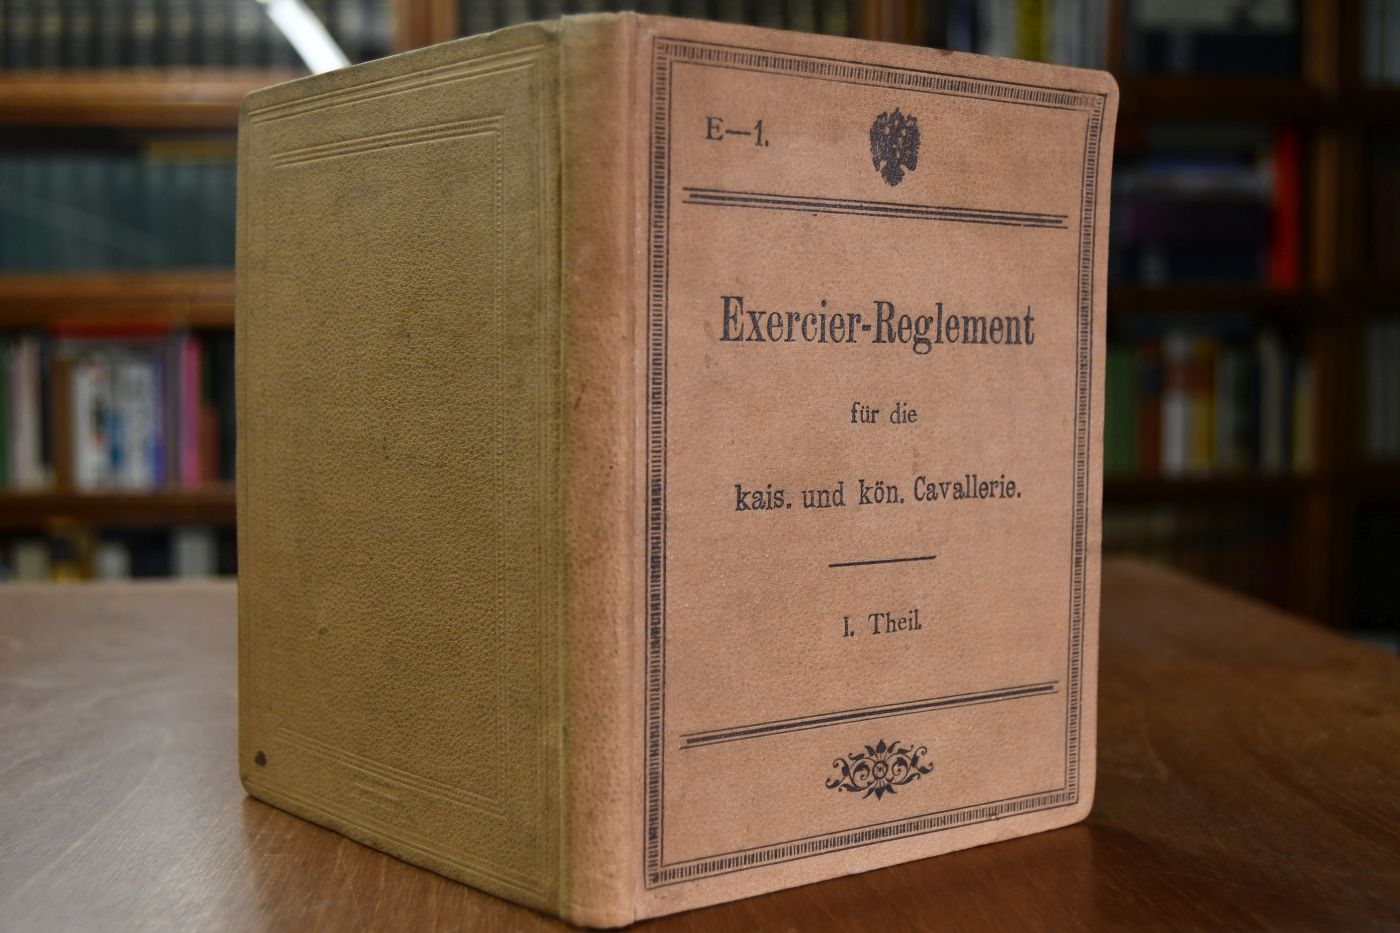 E—1.
Exercier-Reglement
für die
kais. und kön. Cavallerie.
I. Theil.